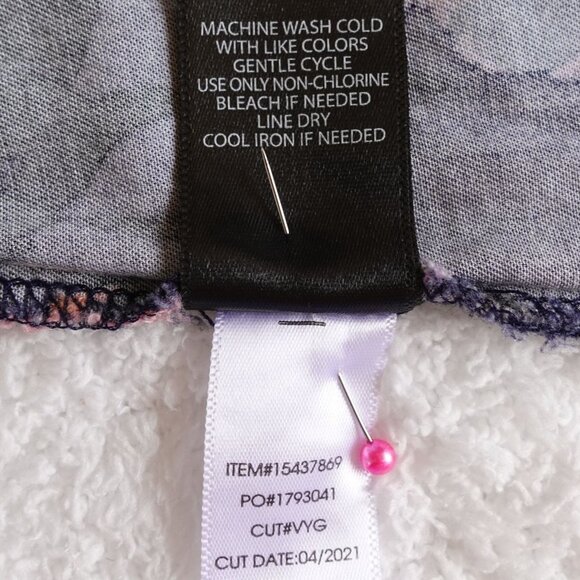 MACHINE WASH COLD
WITH LIKE COLORS
GENTLE CYCLE
USE ONLY NON-CHLORINE
BLEACH IF NEEDED
LINE DRY
COOL IRON IF NEEDED
ITEM#15437869
PO#1793041
CUT#VYG
CUT DATE:04/2021